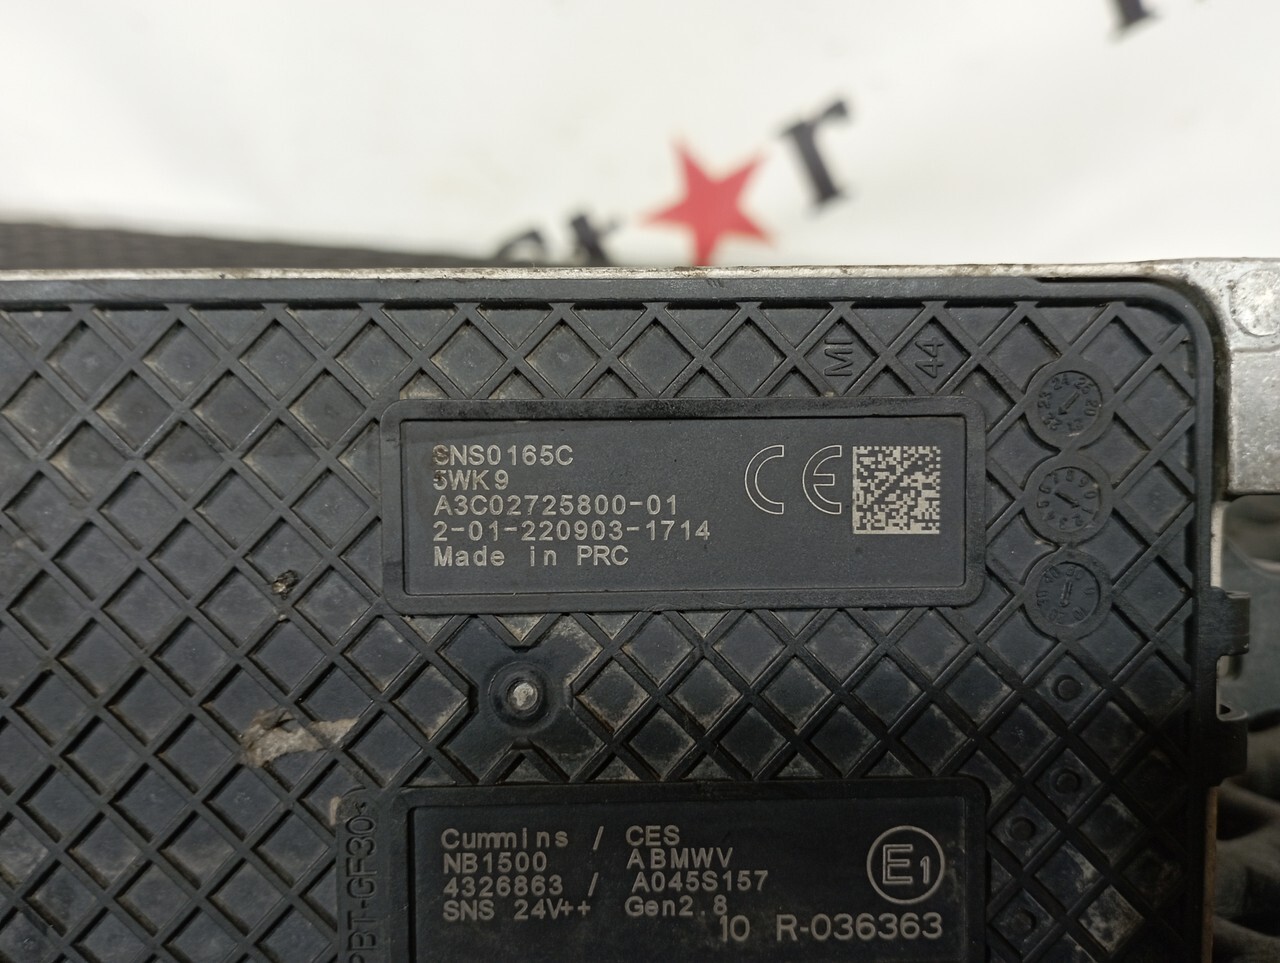 MI 44
SNS0165C
5WK9
A3C02725800-01
2-01-220903-1714
Made in PRC
CE
Cummins / CES
NB1500 ABMWV
4326863 / A045S157
SNS 24V++ Gen2.8
E1
10 R-036363
PBT-GF30